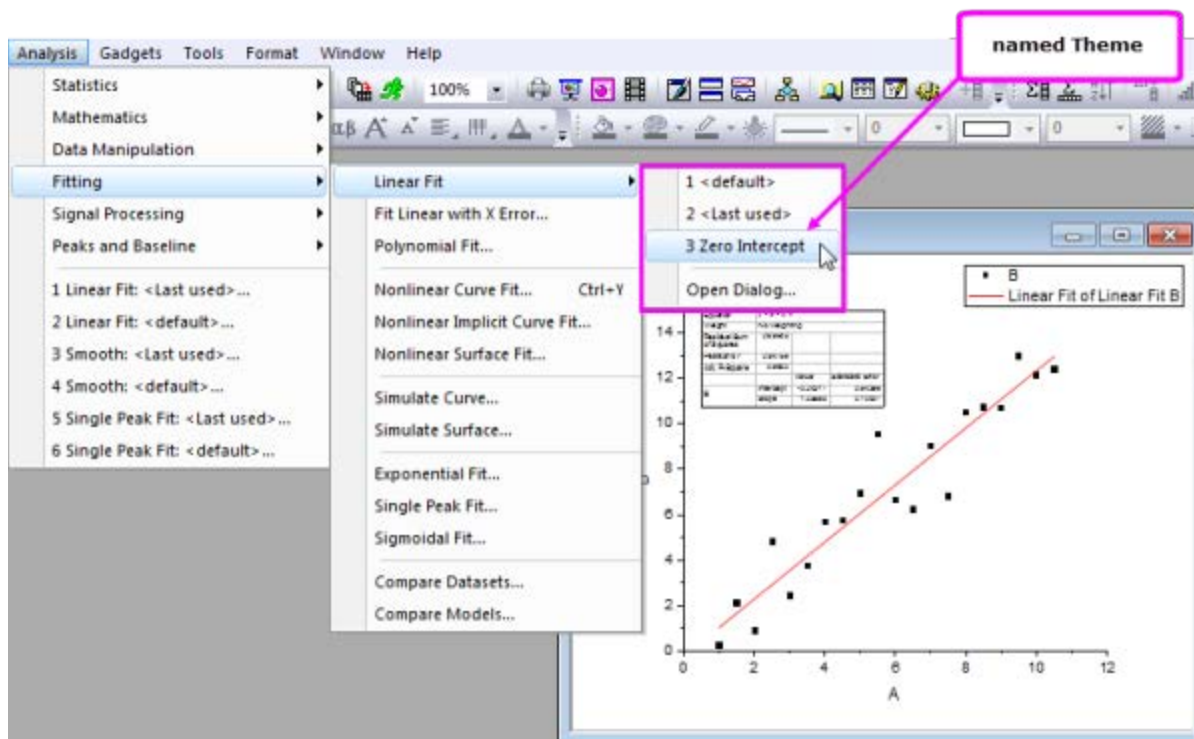 named Theme
Analysis Gadgets Tools Format Window Help
100%
0
0
Statistics
Mathematics
Data Manipulation
Fitting
Signal Processing
Peaks and Baseline
1 Linear Fit: <Last used>...
2 Linear Fit: <default>...
3 Smooth: <Last used>...
4 Smooth: <default>...
5 Single Peak Fit: <Last used>...
6 Single Peak Fit: <default>...
Linear Fit
Fit Linear with X Error...
Polynomial Fit...
Nonlinear Curve Fit... Ctrl+Y
Nonlinear Implicit Curve Fit...
Nonlinear Surface Fit...
Simulate Curve...
Simulate Surface...
Exponential Fit...
Single Peak Fit...
Sigmoidal Fit...
Compare Datasets...
Compare Models...
1 <default>
2 <Last used>
3 Zero Intercept
Open Dialog...
B
Linear Fit of Linear Fit B
14
12
10
8
6
4
2
0
0 2 4 6 8 10 12
A